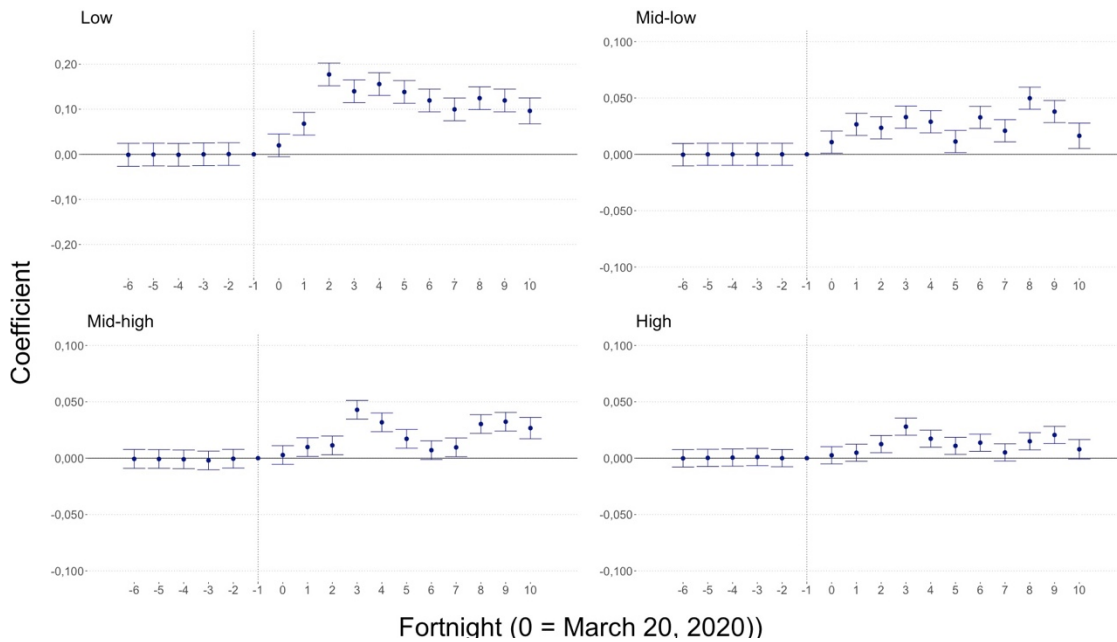 Low
0,20-
0,10-
0,00-
-0,10-
-0,20-
-6 -5 -4 -3 -2 -1 0 1 2 3 4 5 6 7 8 9 10
Mid-low
0,100-
0,050-
0,000-
-0,050-
-0,100-
-6 -5 -4 -3 -2 -1 0 1 2 3 4 5 6 7 8 9 10
Coefficient
Mid-high
0,100-
0,050-
0,000-
-0,050-
-0,100-
-6 -5 -4 -3 -2 -1 0 1 2 3 4 5 6 7 8 9 10
High
0,100-
0,050-
0,000-
-0,050-
-0,100-
-6 -5 -4 -3 -2 -1 0 1 2 3 4 5 6 7 8 9 10
Fortnight (0 = March 20, 2020))